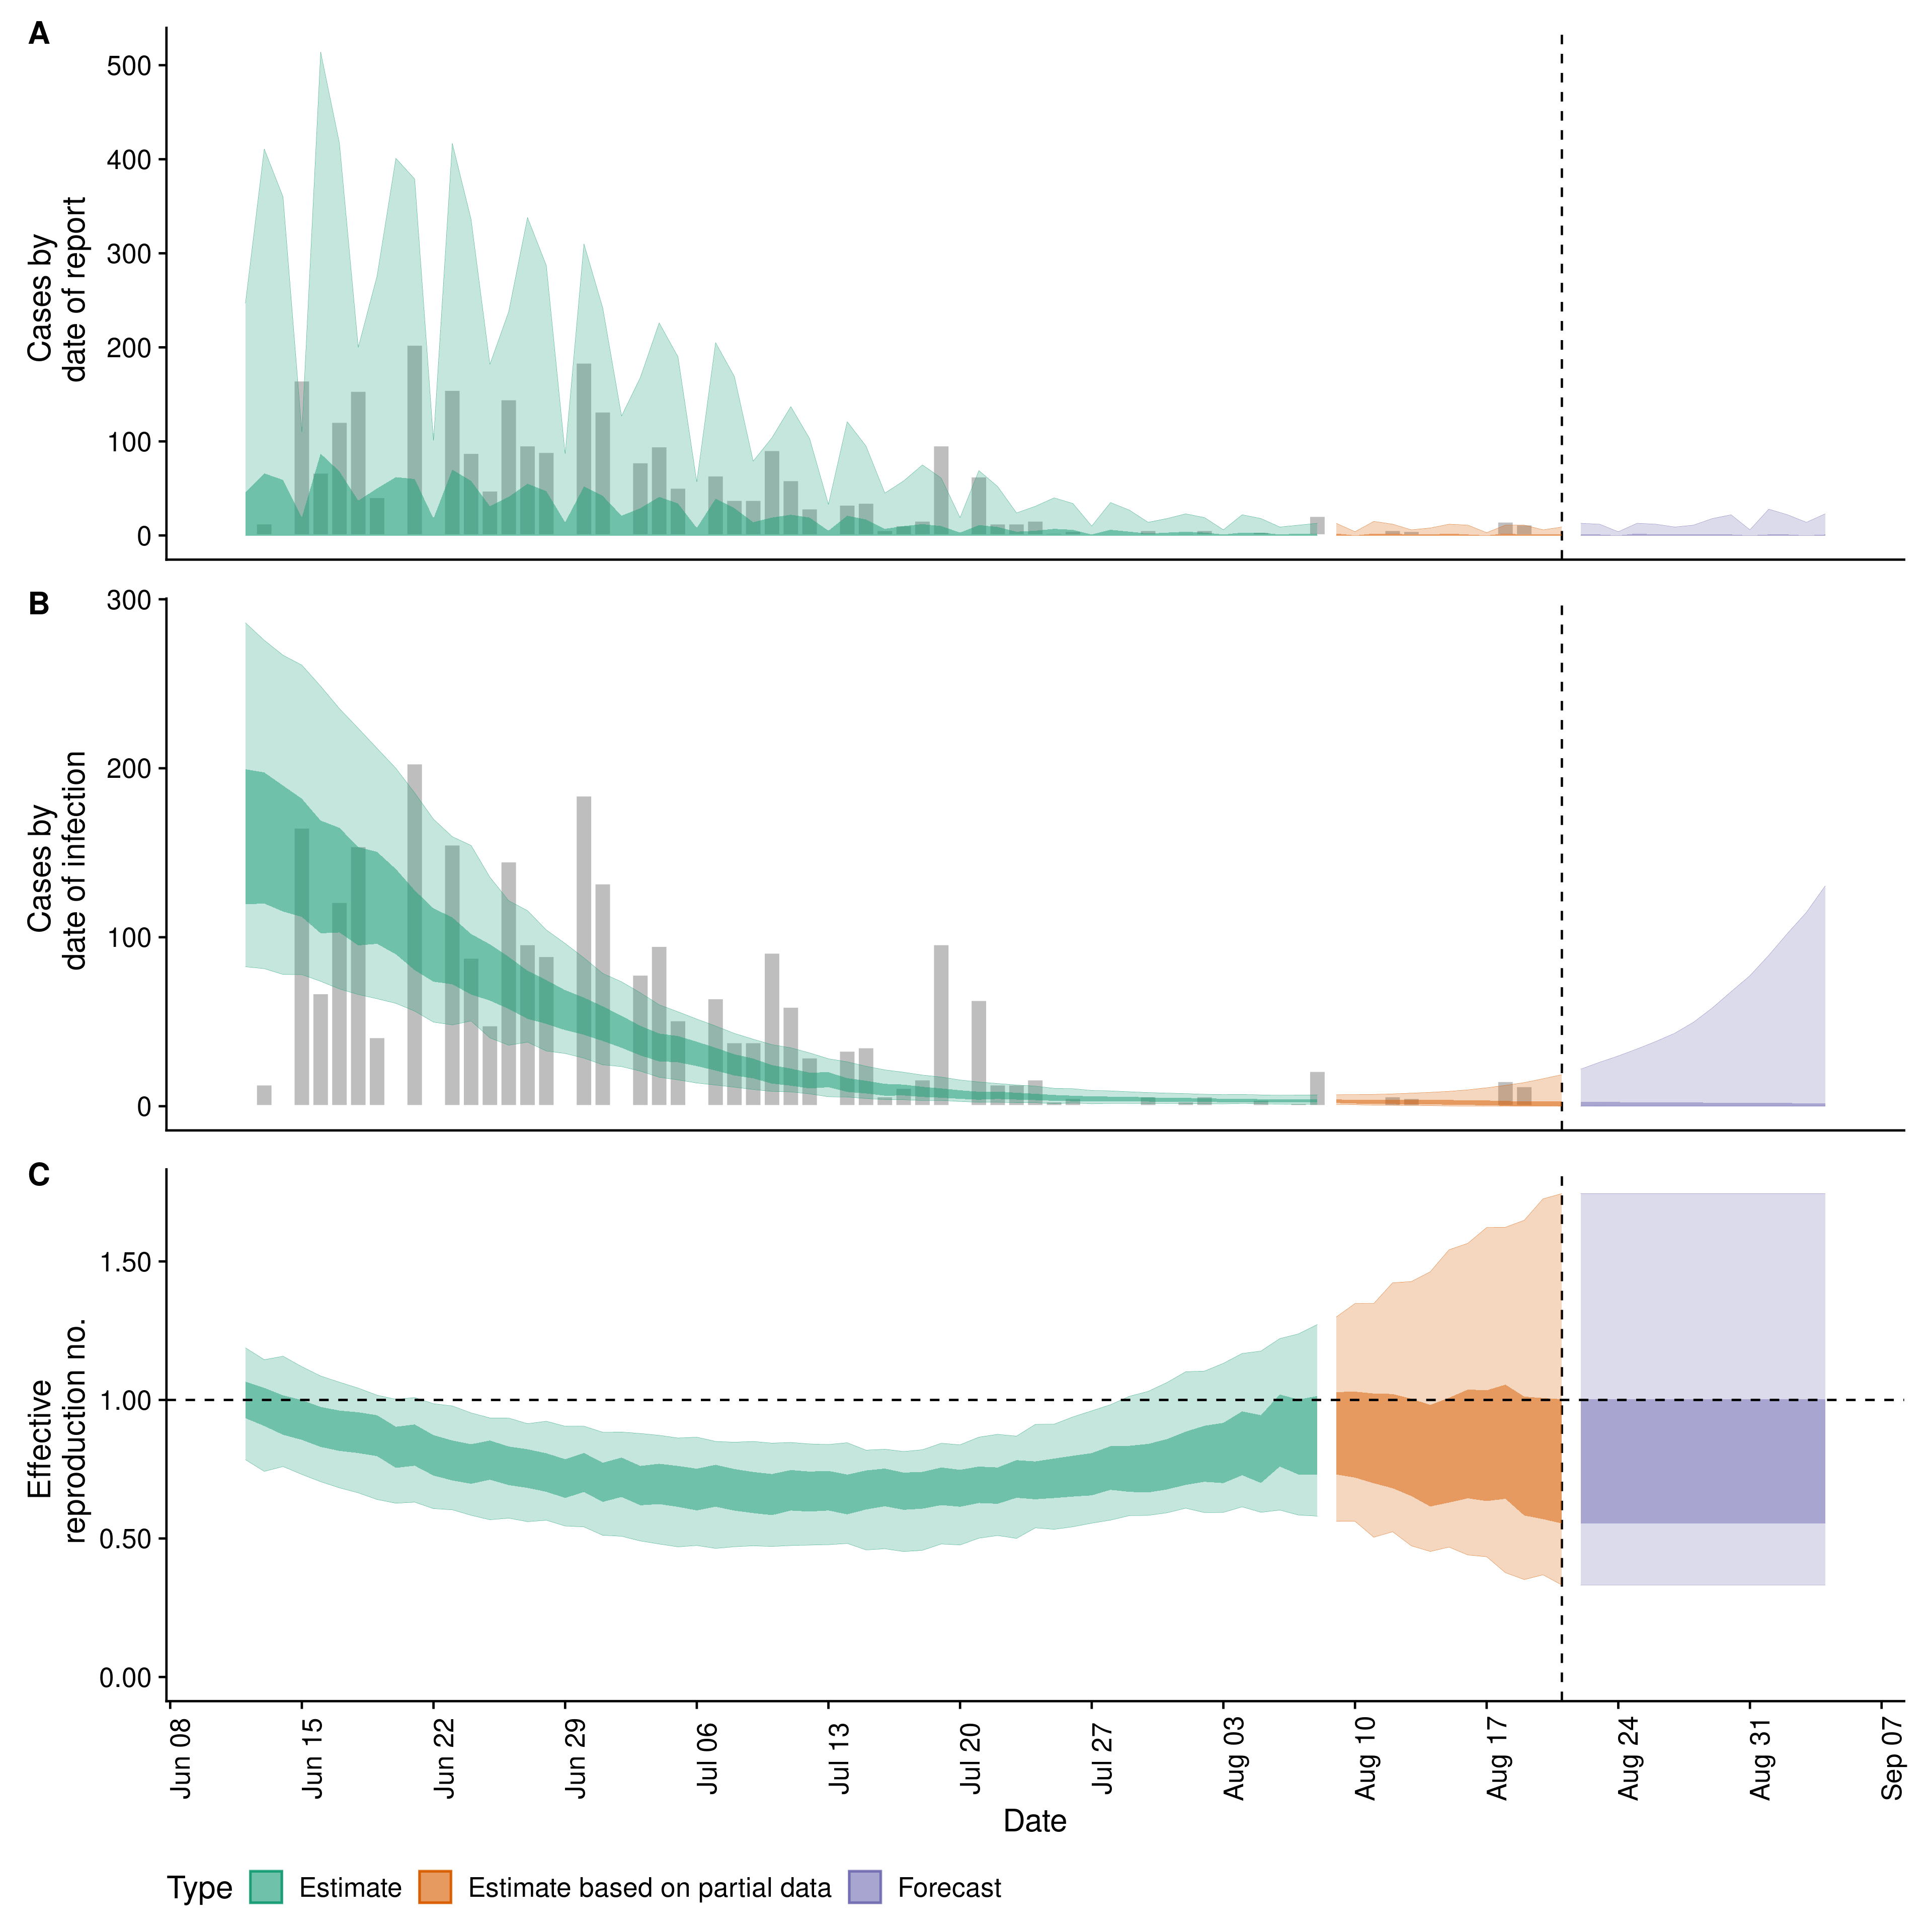 A
500
400
300
200
100
0
Cases by
date of report
B
300
200
100
0
Cases by
date of infection
C
1.50
1.00
0.50
0.00
Effective
reproduction no.
Jun 08
Jun 15
Jun 22
Jun 29
Jul 06
Jul 13
Jul 20
Jul 27
Aug 03
Aug 10
Aug 17
Aug 24
Aug 31
Sep 07
Date
Type Estimate Estimate based on partial data Forecast